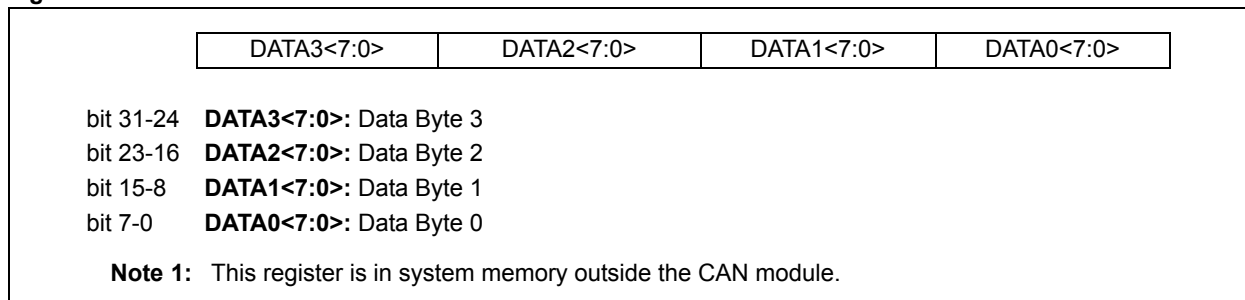 DATA3<7:0> DATA2<7:0> DATA1<7:0> DATA0<7:0>
bit 31-24 DATA3<7:0>: Data Byte 3
bit 23-16 DATA2<7:0>: Data Byte 2
bit 15-8 DATA1<7:0>: Data Byte 1
bit 7-0 DATA0<7:0>: Data Byte 0
Note 1: This register is in system memory outside the CAN module.